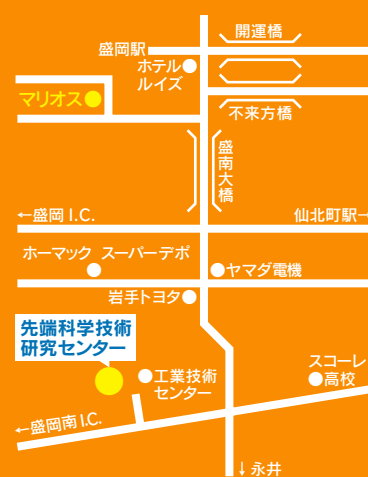 開運橋
盛岡駅
ホテル
ルイズ
マリオス
不来方橋
盛南大橋
←盛岡 I.C.
仙北町駅→
ホーマック スーパーデポ
ヤマダ電機
岩手トヨタ
先端科学技術
研究センター
工業技術
センター
スコーレ
高校
←盛岡南 I.C.
↓永井